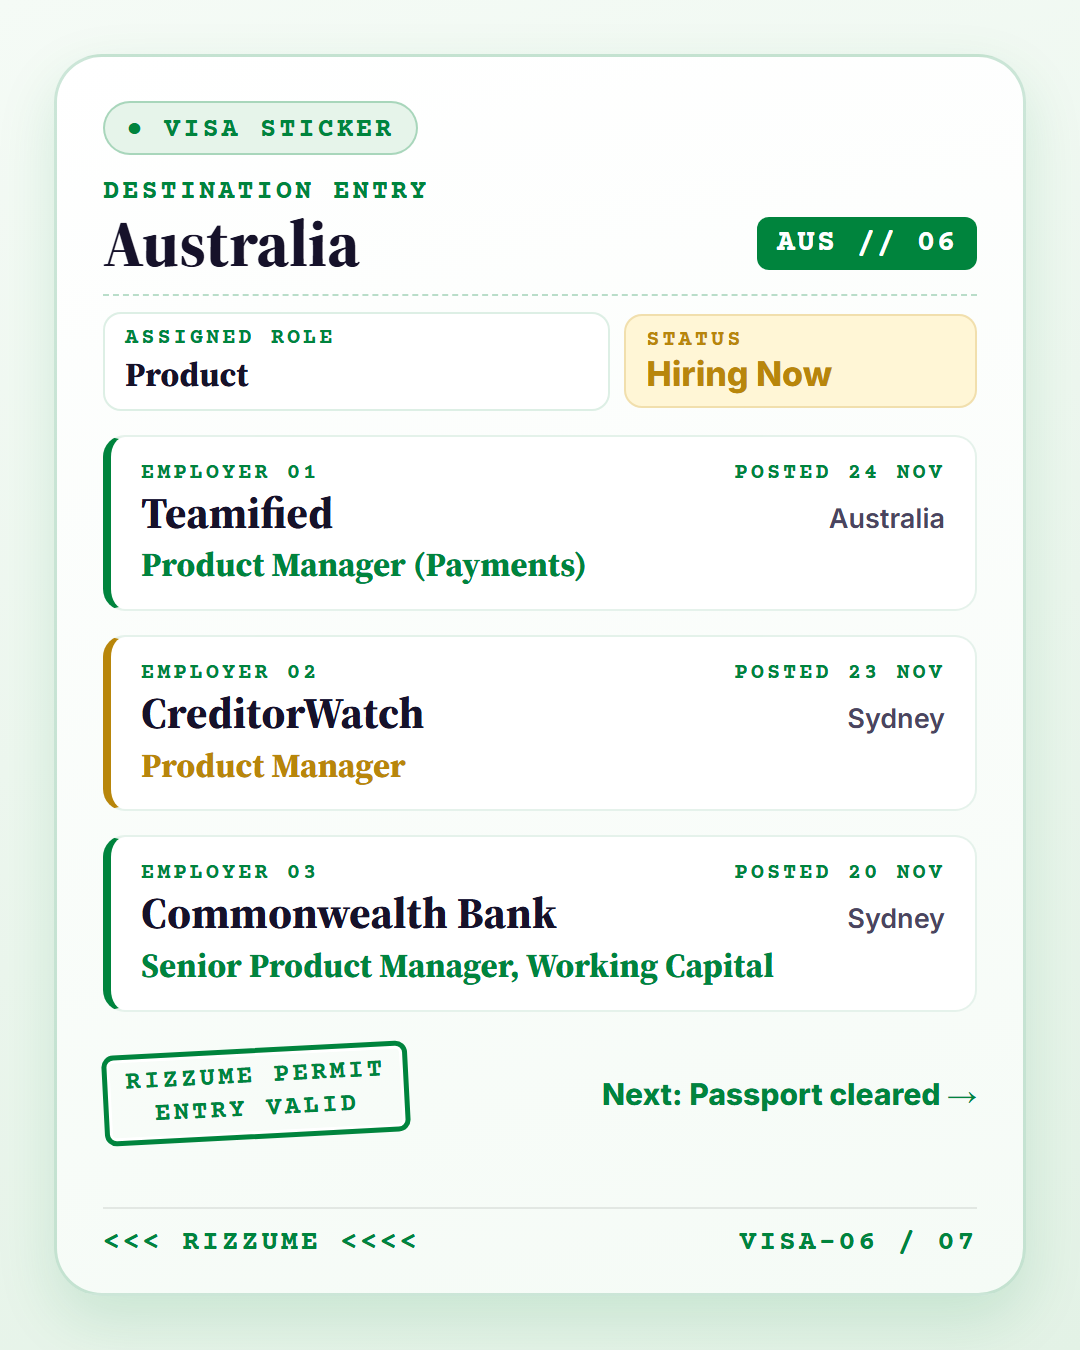 • VISA STICKER
DESTINATION ENTRY
Australia
AUS // 06
ASSIGNED ROLE
Product
STATUS
Hiring Now
EMPLOYER 01
POSTED 24 NOV
Teamified
Australia
Product Manager (Payments)
EMPLOYER 02
POSTED 23 NOV
CreditorWatch
Sydney
Product Manager
EMPLOYER 03
POSTED 20 NOV
Commonwealth Bank
Sydney
Senior Product Manager, Working Capital
RIZZUME PERMIT
ENTRY VALID
Next: Passport cleared →
<<< RIZZUME <<<<
VISA-06 / 07